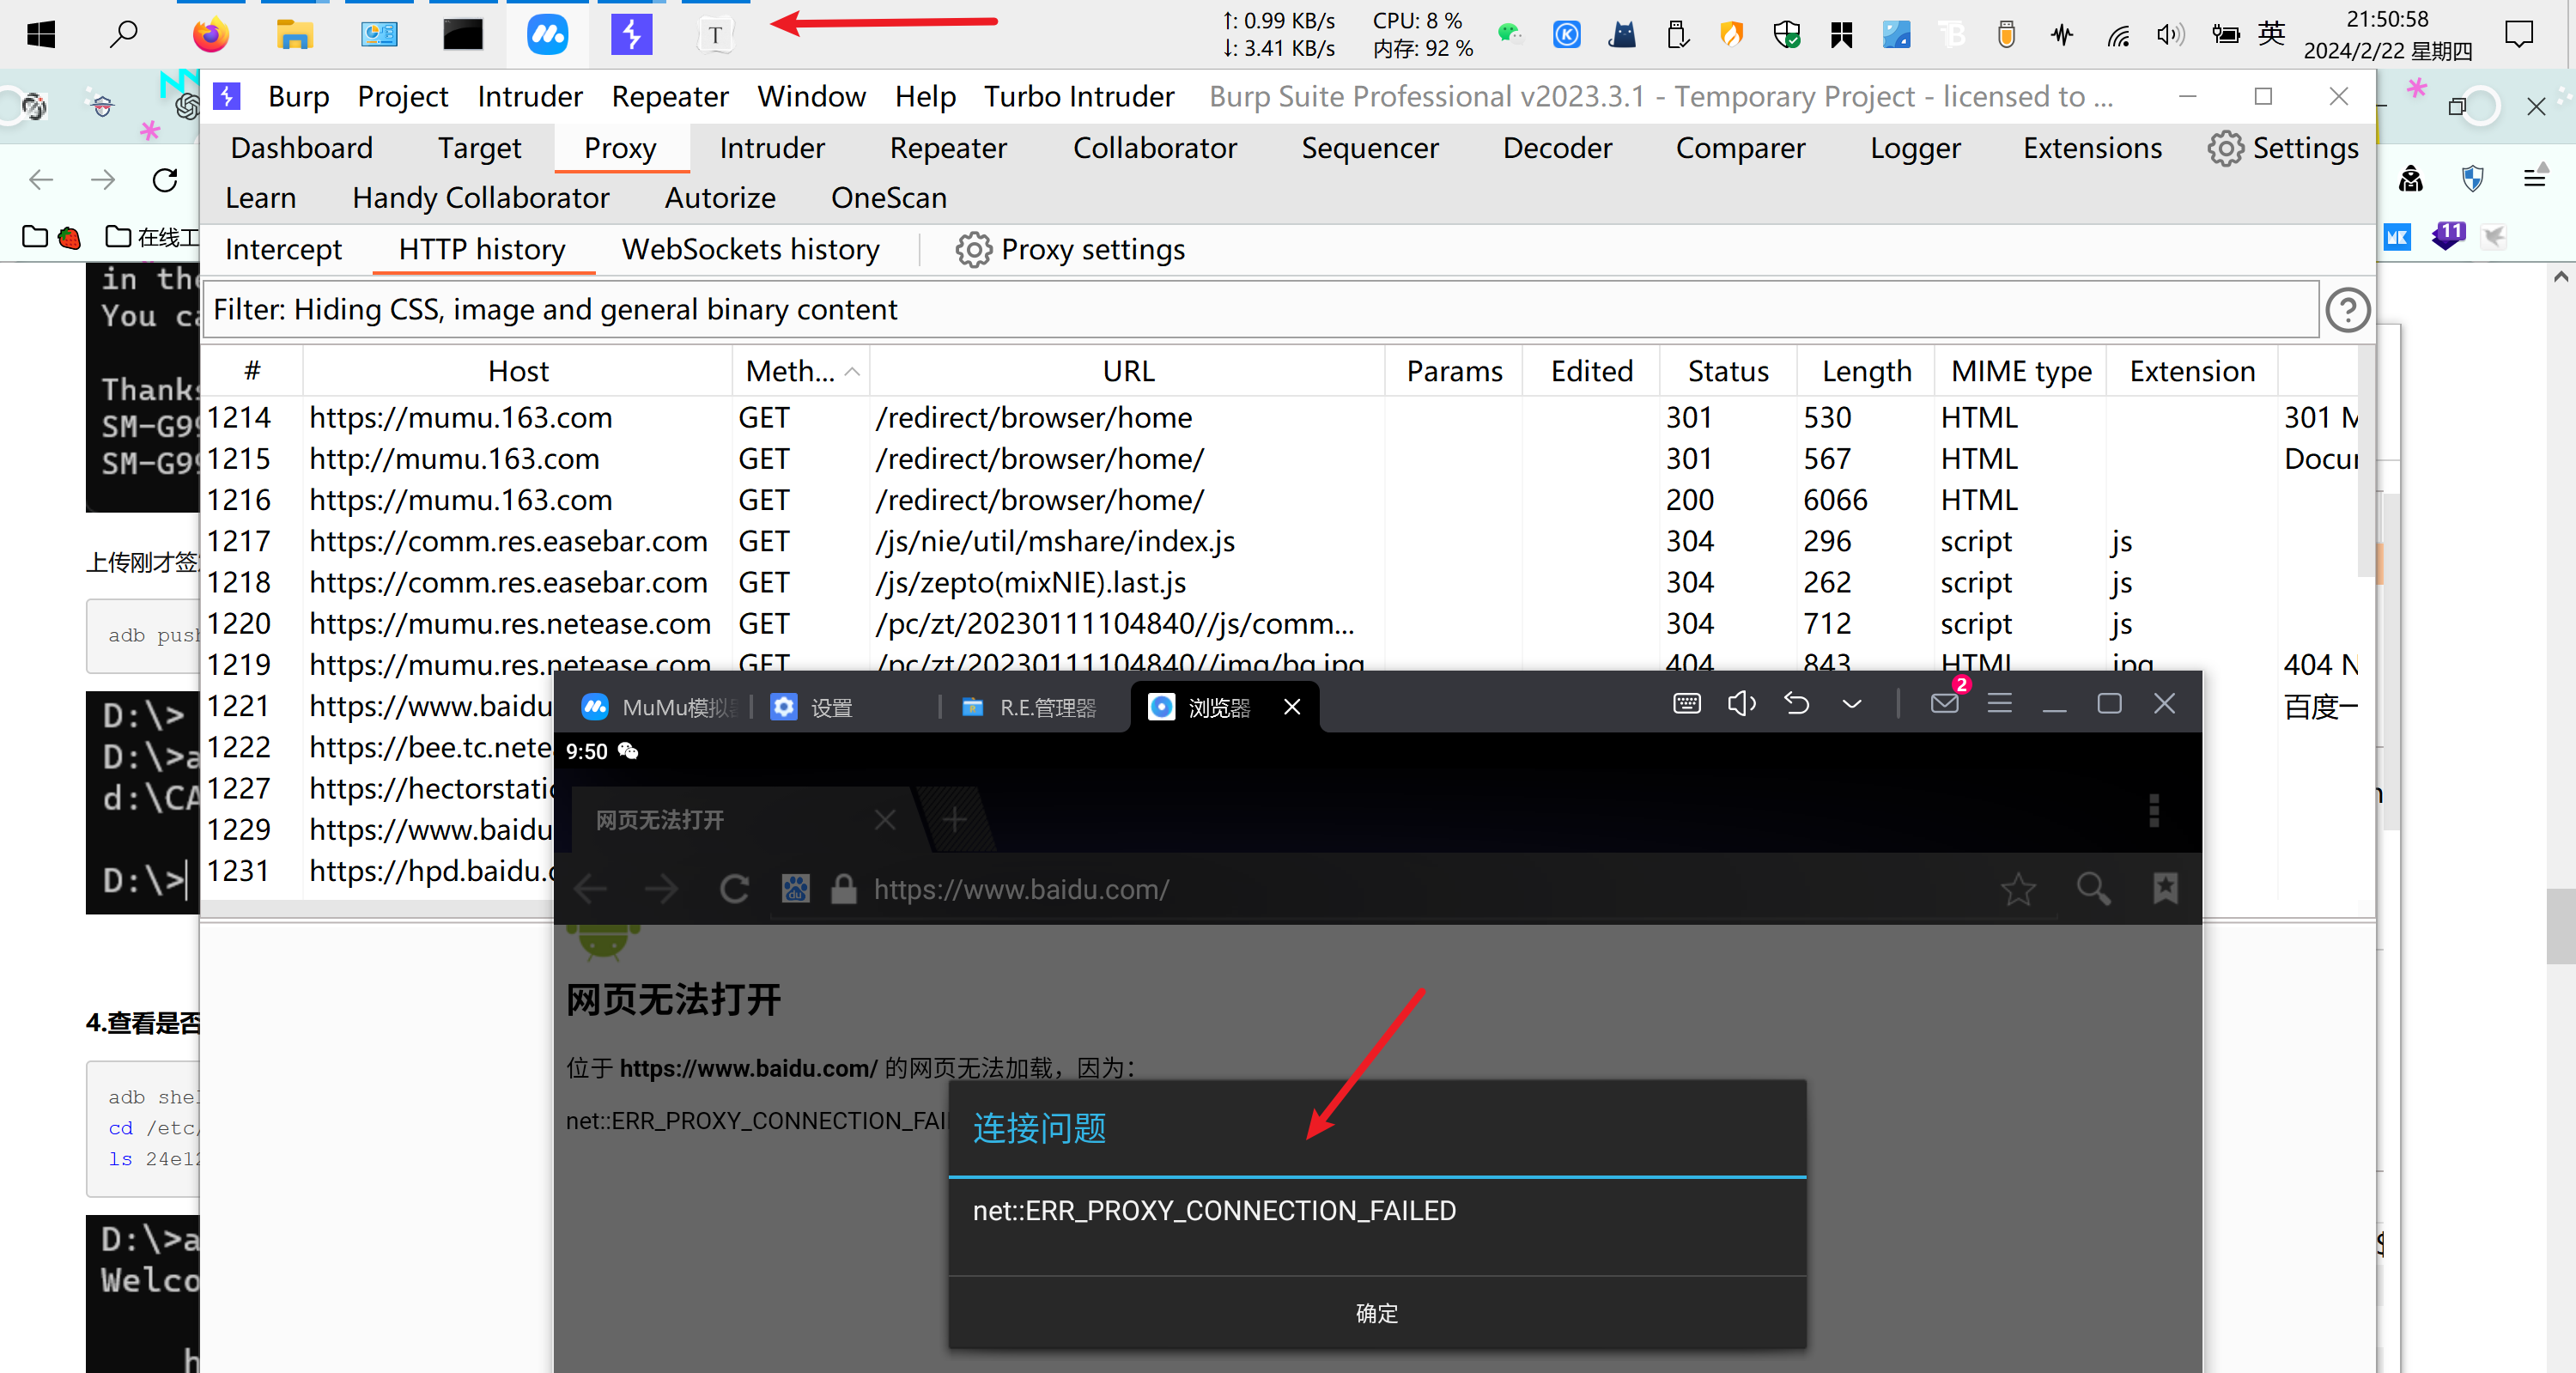 ↑: 0.99 KB/s CPU: 8 %
↓: 3.41 KB/s 内存: 92 %
英
21:50:58
2024/2/22 星期四
T
Burp Project Intruder Repeater Window Help Turbo Intruder Burp Suite Professional v2023.3.1 - Temporary Project - licensed to ...
Dashboard Target Proxy Intruder Repeater Collaborator Sequencer Decoder Comparer Logger Extensions Settings
Learn Handy Collaborator Autorize OneScan
在线工
MK
11
Intercept HTTP history WebSockets history Proxy settings
Filter: Hiding CSS, image and general binary content
?
# Host Meth... URL Params Edited Status Length MIME type Extension
1214 https://mumu.163.com GET /redirect/browser/home 301 530 HTML 301 M
1215 http://mumu.163.com GET /redirect/browser/home/ 301 567 HTML Docu
1216 https://mumu.163.com GET /redirect/browser/home/ 200 6066 HTML
1217 https://comm.res.easebar.com GET /js/nie/util/mshare/index.js 304 296 script js
1218 https://comm.res.easebar.com GET /js/zepto(mixNIE).last.js 304 262 script js
1220 https://mumu.res.netease.com GET /pc/zt/20230111104840//js/comm... 304 712 script js
1219 https://mumu.res.netease.com GET /pc/zt/20230111104840//img/bg.jpg 404 843 HTML jpg 404 N
1221 https://www.baidu 百度一
1222 https://bee.tc.nete
1227 https://hectorstatic
1229 https://www.baidu
1231 https://hpd.baidu.c
in the
You ca
Thanks
SM-G99
SM-G99
上传刚才签
adb push
D:\>
D:\>a
d:\CA
D:\>
4.查看是否
adb shel
cd /etc/
ls 24e12
D:\>a
Welco
h
MuMu模拟器 设置 R.E.管理器 浏览器
2
9:50
网页无法打开
https://www.baidu.com/
网页无法打开
位于 https://www.baidu.com/ 的网页无法加载，因为：
net::ERR_PROXY_CONNECTION_FAI
连接问题
net::ERR_PROXY_CONNECTION_FAILED
确定